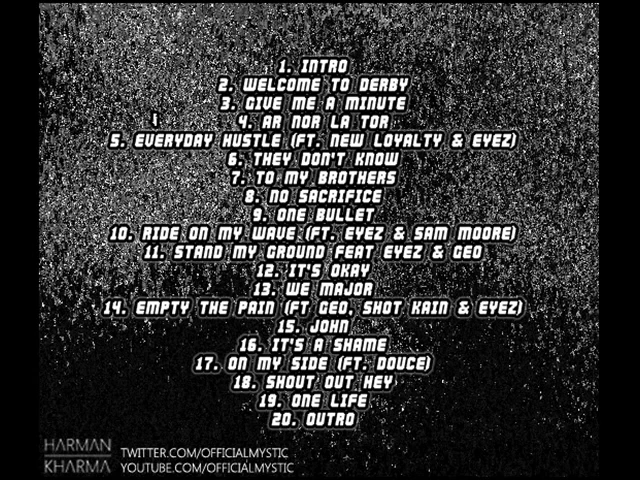 1. INTRO
2. WELCOME TO DERBY
3. GIVE ME A MINUTE
4. AR NOR LA TOR
5. EVERYDAY HUSTLE (FT. NEW LOYALTY & EYEZ)
6. THEY DON'T KNOW
7. TO MY BROTHERS
8. NO SACRIFICE
9. ONE BULLET
10. RIDE ON MY WAVE (FT. EYEZ & SAM MOORE)
11. STAND MY GROUND FEAT EYEZ & GEO
12. IT'S OKAY
13. WE MAJOR
14. EMPTY THE PAIN (FT GEO, SHOT KAIN & EYEZ)
15. JOHN
16. IT'S A SHAME
17. ON MY SIDE (FT. DOUCE)
18. SHOUT OUT HEY
19. ONE LIFE
20. OUTRO
HARMAN
KHARMA
TWITTER.COM/OFFICIALMYSTIC
YOUTUBE.COM/OFFICIALMYSTIC